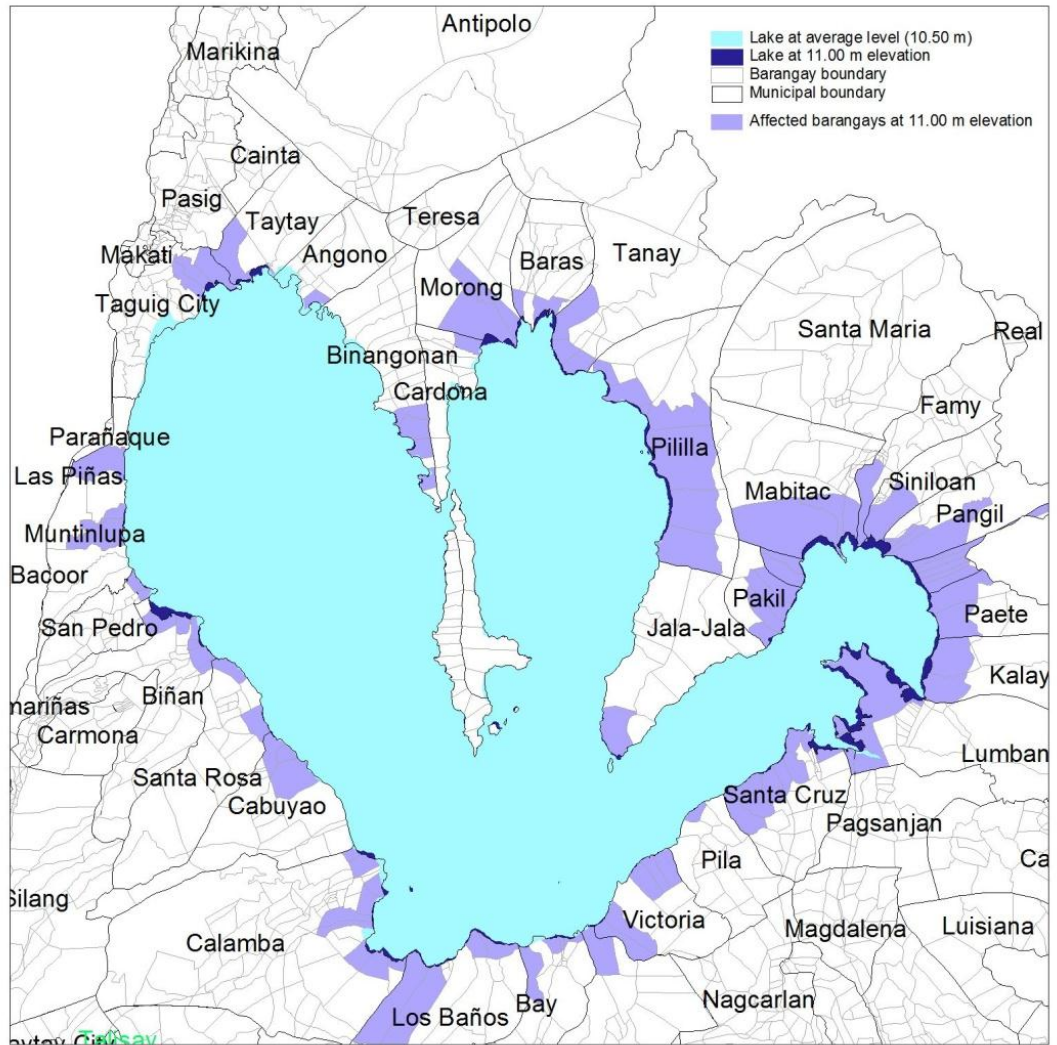 Antipolo
Marikina
Lake at average level (10.50 m)
Lake at 11.00 m elevation
Barangay boundary
Municipal boundary
Affected barangays at 11.00 m elevation
Cainta
Pasig
Taytay
Teresa
Angono
Makati
Baras
Tanay
Morong
Taguig City
Santa Maria
Real
Binangonan
Cardona
Famy
Parañaque
Pililla
Las Piñas
Siniloan
Mabitac
Pangil
Muntinlupa
Bacoor
Pakil
Paete
San Pedro
Jala-Jala
Kalay
Biñan
mariñas
Carmona
Lumban
Santa Rosa
Cabuyao
Santa Cruz
Pagsanjan
Pila
Ca
Silang
Victoria
Magdalena
Luisiana
Calamba
Nagcarlan
Bay
Los Baños
Talisay